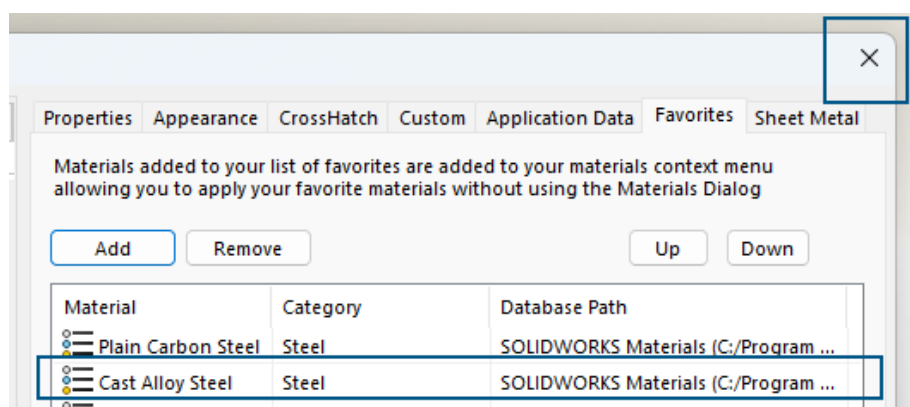 Properties Appearance CrossHatch Custom Application Data Favorites Sheet Metal
Materials added to your list of favorites are added to your materials context menu
allowing you to apply your favorite materials without using the Materials Dialog
Add Remove Up Down
Material Category Database Path
Plain Carbon Steel Steel SOLIDWORKS Materials (C:/Program ...
Cast Alloy Steel Steel SOLIDWORKS Materials (C:/Program ...